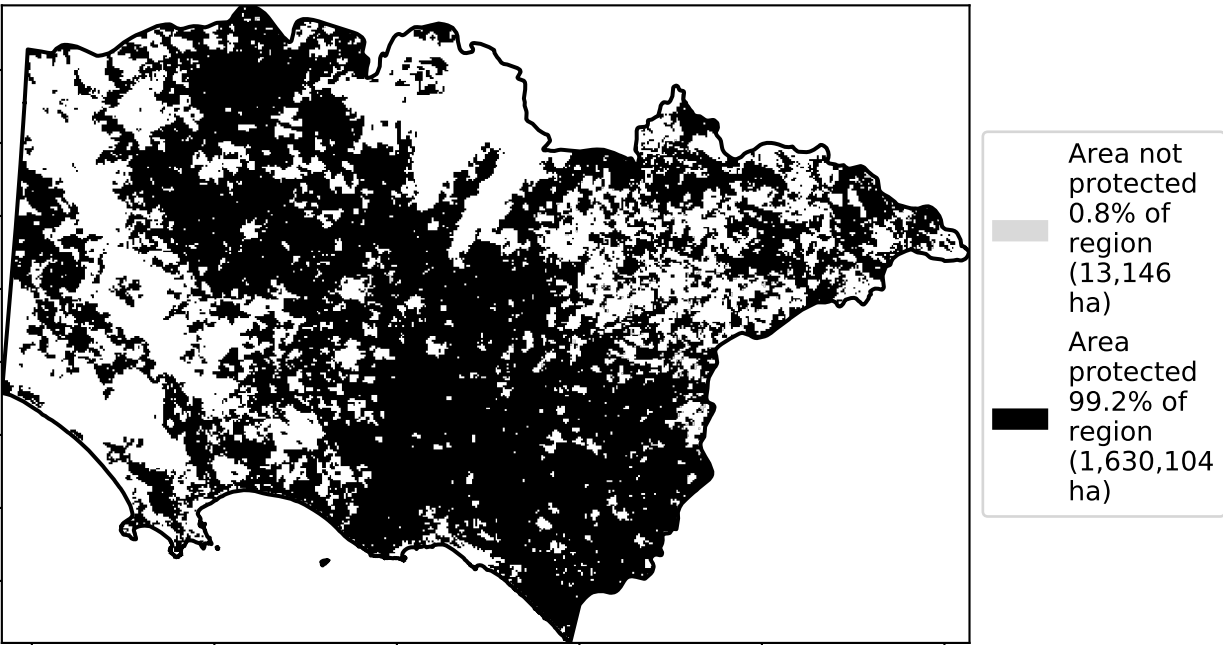 Area not
protected
0.8% of
region
(13,146
ha)
Area
protected
99.2% of
region
(1,630,104
ha)